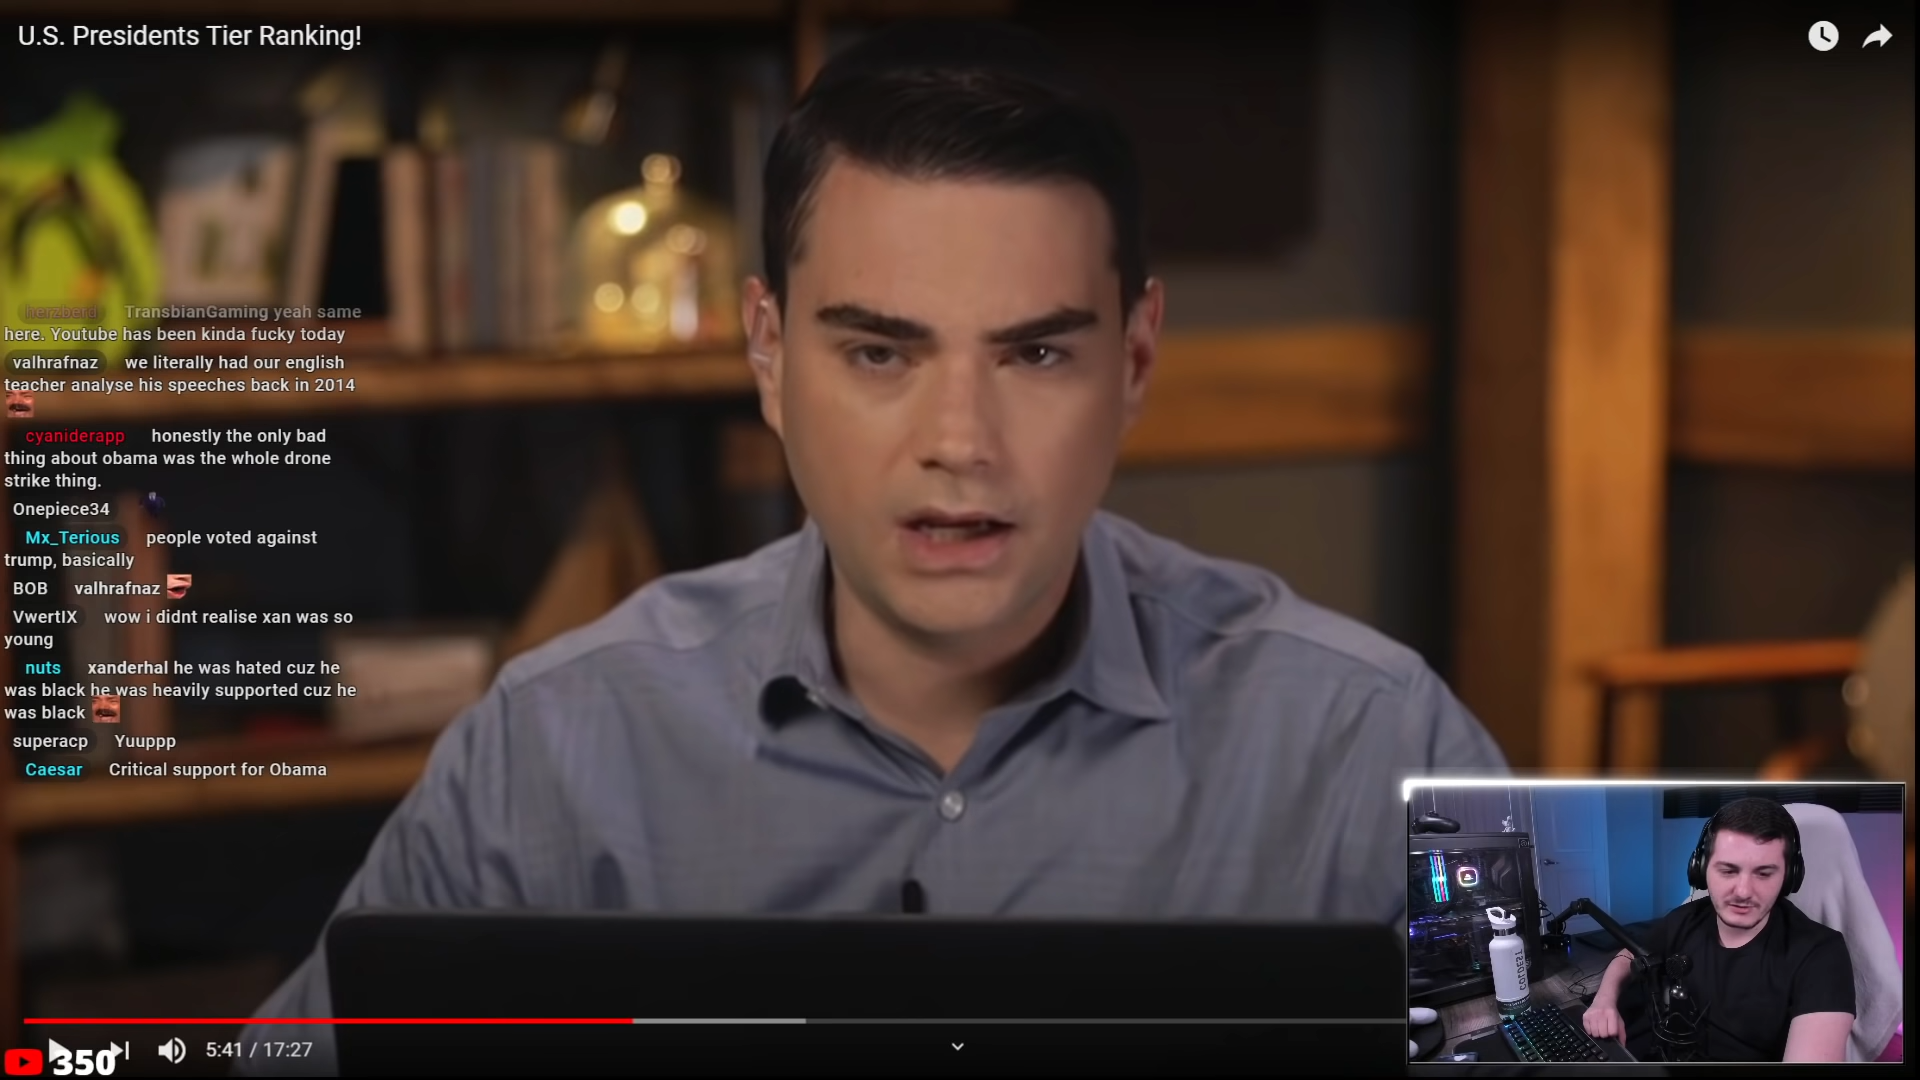 U.S. Presidents Tier Ranking!
herzberd TransbianGaming yeah same
here. Youtube has been kinda fucky today
valhrafnaz we literally had our english
teacher analyse his speeches back in 2014
cyaniderapp honestly the only bad
thing about obama was the whole drone
strike thing.
Onepiece34
Mx_Terious people voted against
trump, basically
BOB valhrafnaz
VwertIX wow i didnt realise xan was so
young
nuts xanderhal he was hated cuz he
was black he was heavily supported cuz he
was black
superacp Yuuppp
Caesar Critical support for Obama
COLDEST
5:41 / 17:27
350